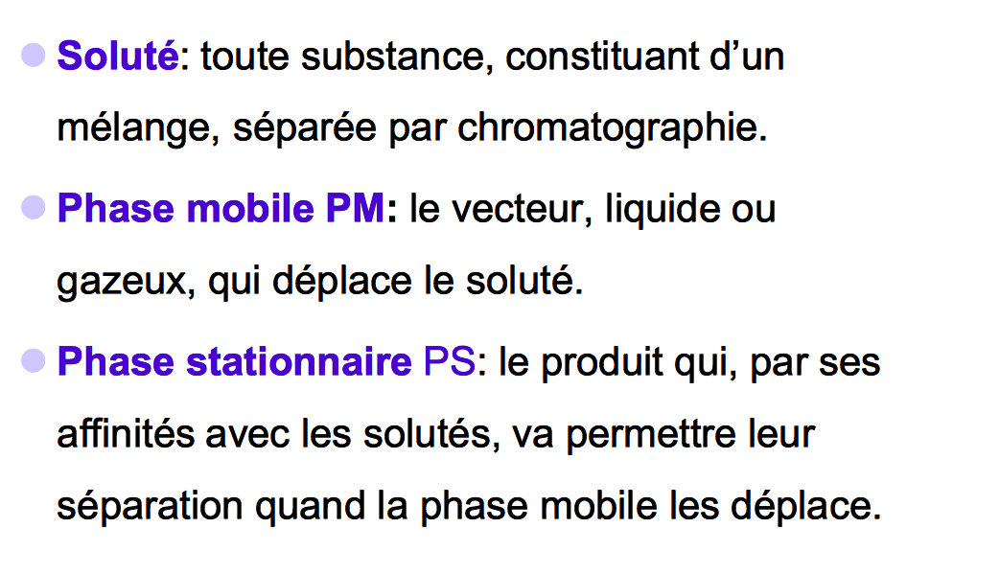 Soluté: toute substance, constituant d’un
mélange, séparée par chromatographie.
Phase mobile PM: le vecteur, liquide ou
gazeux, qui déplace le soluté.
Phase stationnaire PS: le produit qui, par ses
affinités avec les solutés, va permettre leur
séparation quand la phase mobile les déplace.